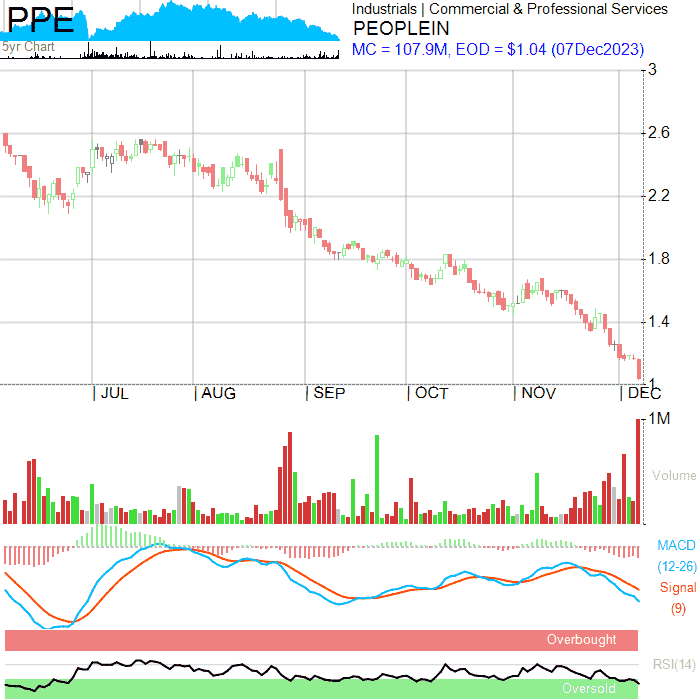 PPE
5yr Chart
Industrials | Commercial & Professional Services
PEOPLEIN
MC = 107.9M, EOD = $1.04 (07Dec2023)
3
2.6
2.2
1.8
1.4
1
| JUL | AUG | SEP | OCT | NOV | DEC
1M
Volume
MACD
(12-26)
Signal
(9)
Overbought
RSI(14)
Oversold